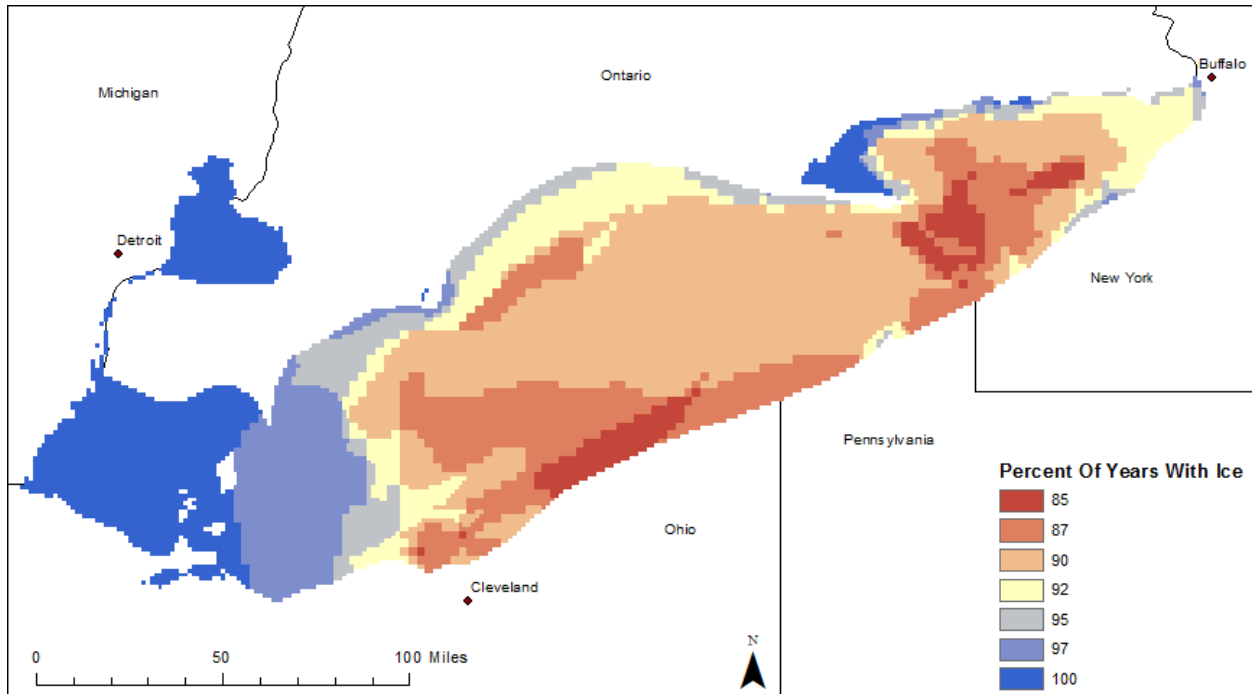 Buffalo
Ontario
Michigan
Detroit
New York
Pennsylvania
Percent Of Years With Ice
85
87
90
92
95
97
100
Ohio
Cleveland
0 50 100 Miles
N